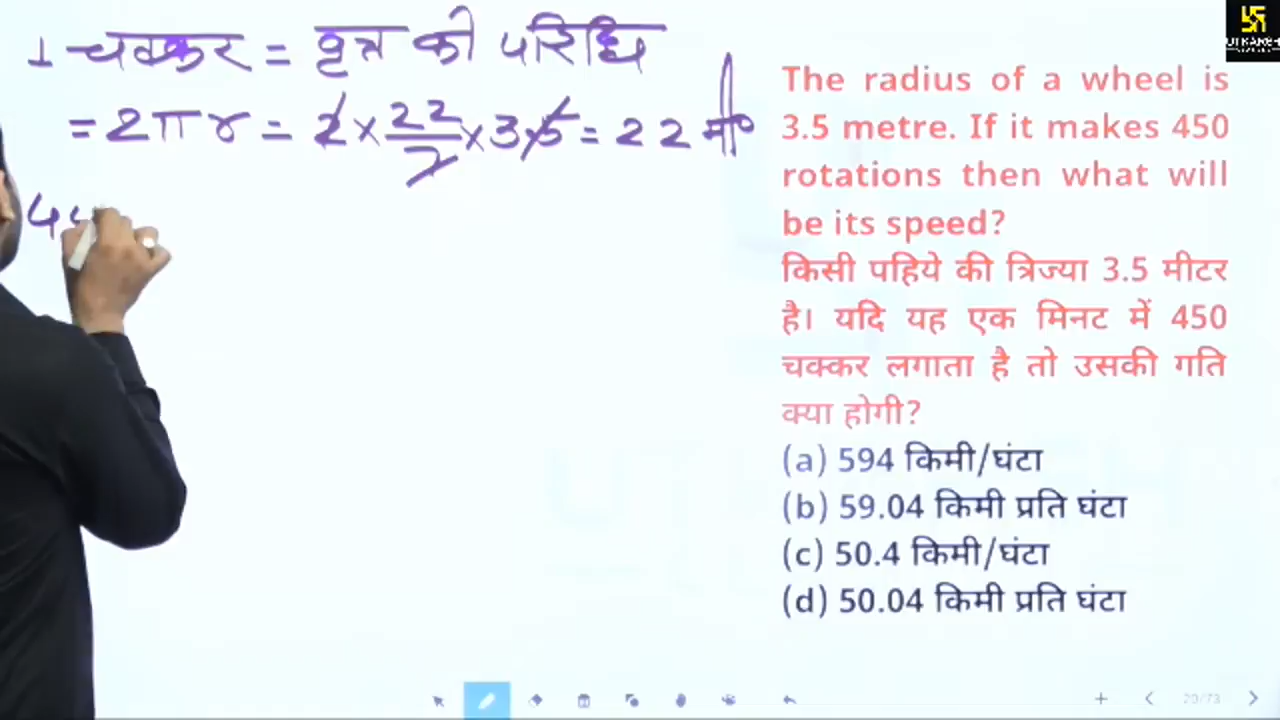 1 चक्कर = वृत्त की परिधि
= 2πr = 2 × 22/7 × 3.5 = 22 मी०
The radius of a wheel is
3.5 metre. If it makes 450
rotations then what will
be its speed?
किसी पहिये की त्रिज्या 3.5 मीटर
है। यदि यह एक मिनट में 450
चक्कर लगाता है तो उसकी गति
क्या होगी?
(a) 594 किमी/घंटा
(b) 59.04 किमी प्रति घंटा
(c) 50.4 किमी/घंटा
(d) 50.04 किमी प्रति घंटा
20/73